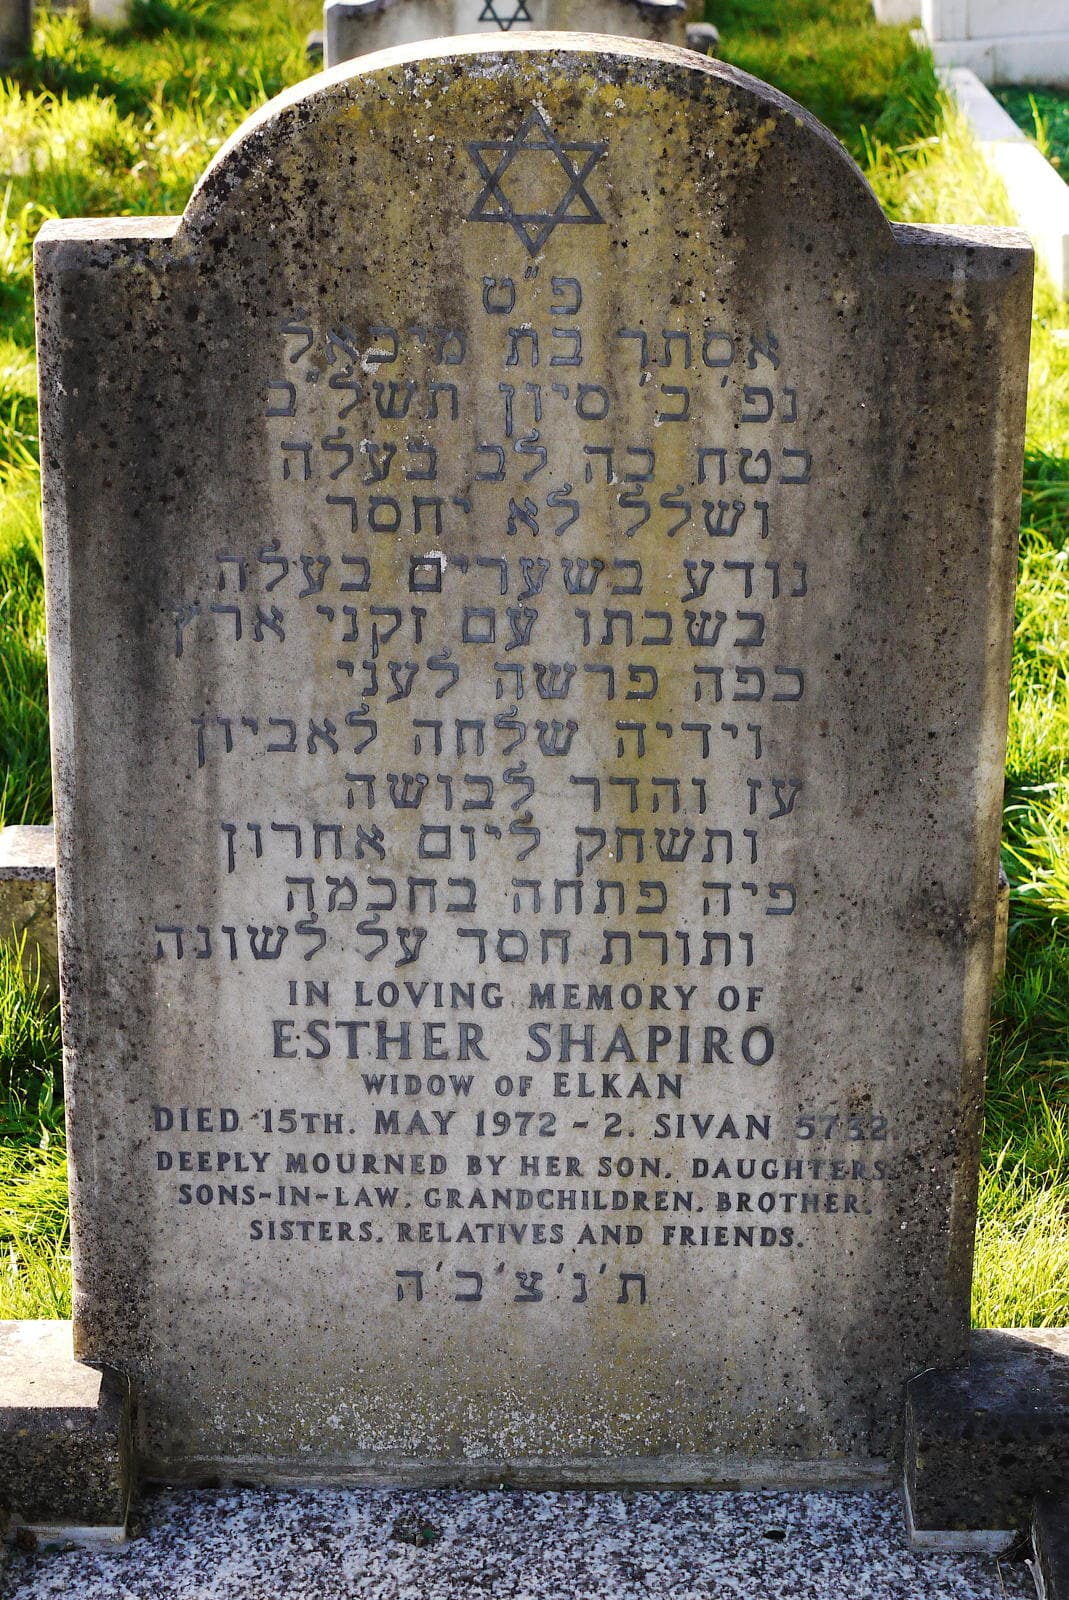 פ"ט
אסתר בת מיכאל
נפ' ב' סיון תשל"ב
בטח בה לב בעלה
ושלל לא יחסר
נודע בשערים בעלה
בשבתו עם זקני ארץ
כפה פרשה לעני
וידיה שלחה לאביון
עז והדר לבושה
ותשחק ליום אחרון
פיה פתחה בחכמה
ותורת חסד על לשונה
IN LOVING MEMORY OF
ESTHER SHAPIRO
WIDOW OF ELKAN
DIED 15TH. MAY 1972 - 2. SIVAN 5732.
DEEPLY MOURNED BY HER SON, DAUGHTERS,
SONS-IN-LAW, GRANDCHILDREN, BROTHER,
SISTERS, RELATIVES AND FRIENDS.
ת'נ'צ'ב'ה